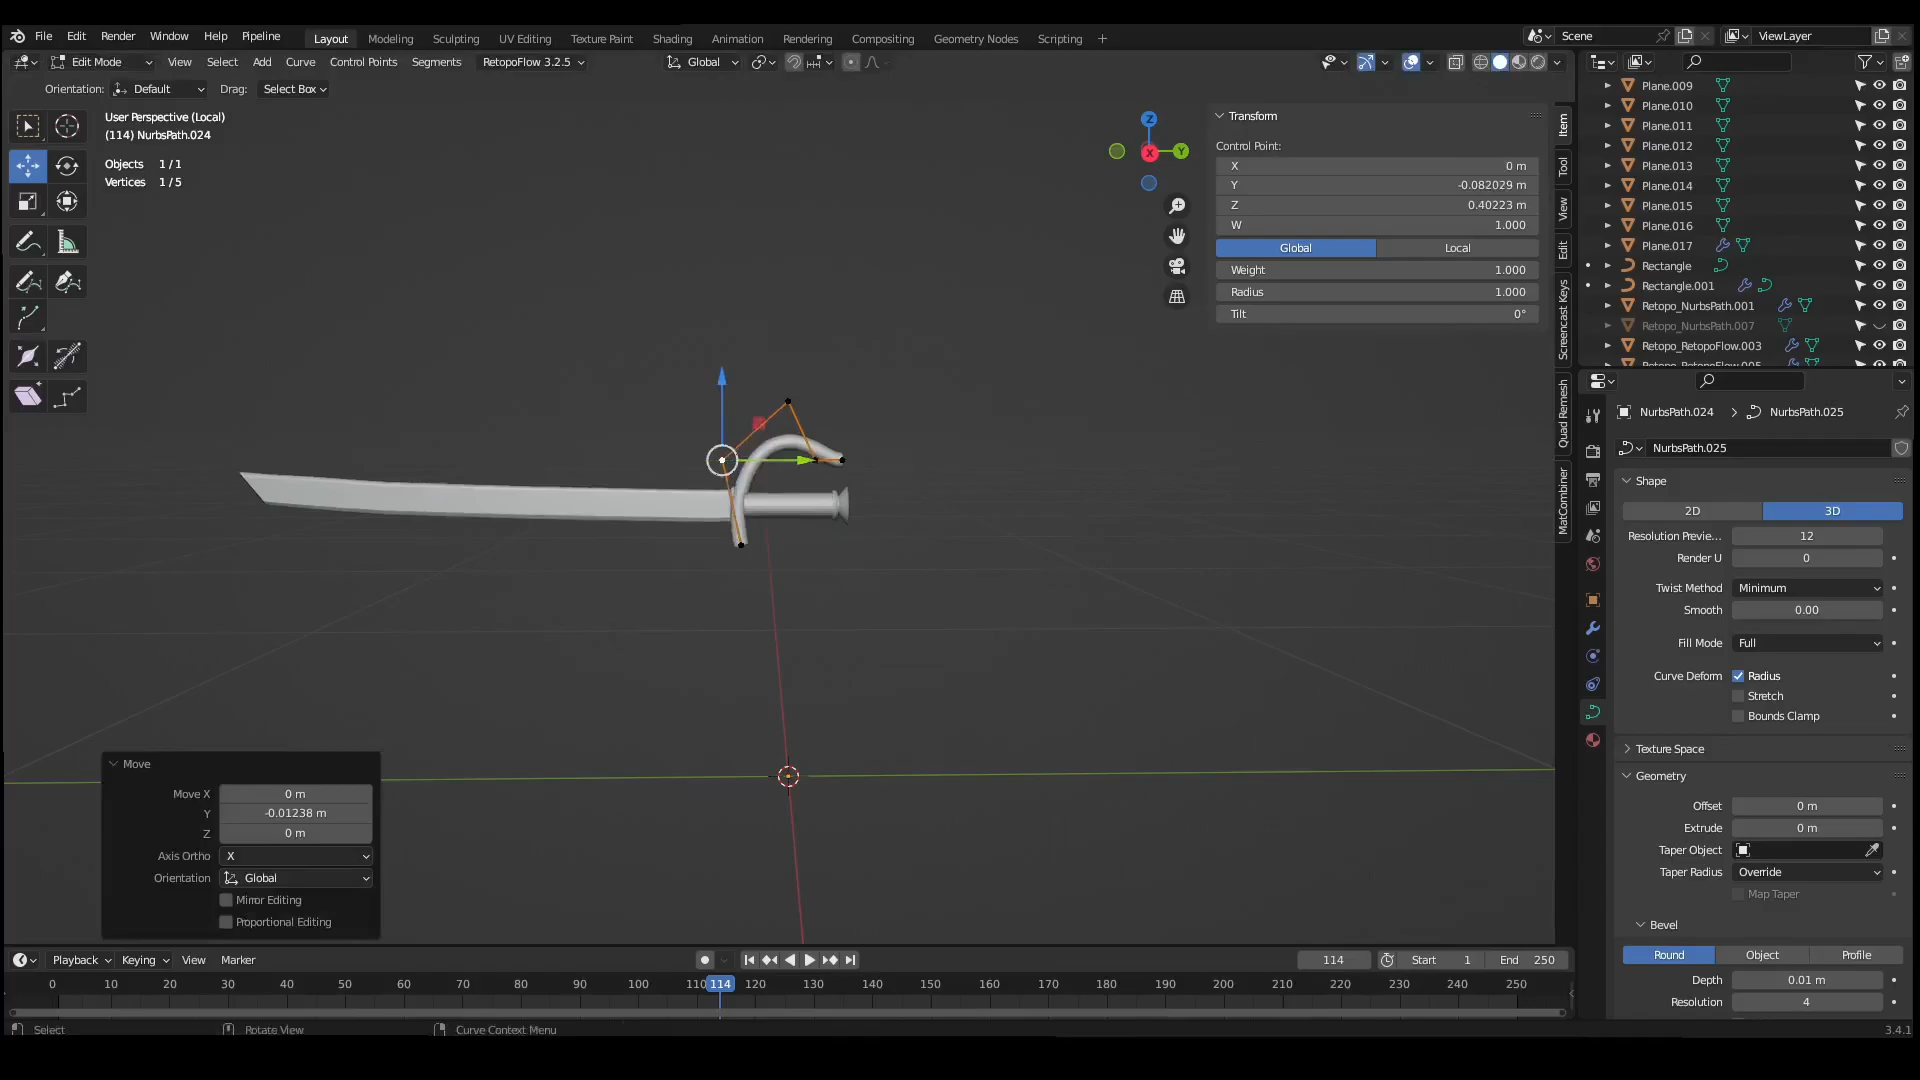 File Edit Render Window Help Pipeline Layout Modeling Sculpting UV Editing Texture Paint Shading Animation Rendering Compositing Geometry Nodes Scripting + Scene ViewLayer
Edit Mode View Select Add Curve Control Points Segments RetopoFlow 3.2.5 Global
Orientation: Default Drag: Select Box
User Perspective (Local)
(114) NurbsPath.024
Objects 1 / 1
Vertices 1 / 5
Z
Y
X
Transform
Control Point:
X 0 m
Y -0.082029 m
Z 0.40223 m
W 1.000
Global Local
Weight 1.000
Radius 1.000
Tilt 0°
Item
Tool
View
Edit
Screencast Keys
Quad Remesh
MatCombiner
Plane.009
Plane.010
Plane.011
Plane.012
Plane.013
Plane.014
Plane.015
Plane.016
Plane.017
Rectangle
Rectangle.001
Retopo_NurbsPath.001
Retopo_NurbsPath.007
Retopo_RetopoFlow.003
Retopo_RetopoFlow.005
NurbsPath.024 NurbsPath.025
NurbsPath.025
Shape
2D 3D
Resolution Previe... 12
Render U 0
Twist Method Minimum
Smooth 0.00
Fill Mode Full
Curve Deform Radius
Stretch
Bounds Clamp
Texture Space
Geometry
Offset 0 m
Extrude 0 m
Taper Object
Taper Radius Override
Map Taper
Bevel
Round Object Profile
Depth 0.01 m
Resolution 4
Move
Move X 0 m
Y -0.01238 m
Z 0 m
Axis Ortho X
Orientation Global
Mirror Editing
Proportional Editing
Playback Keying View Marker 114 Start 1 End 250
0 10 20 30 40 50 60 70 80 90 100 110 114 120 130 140 150 160 170 180 190 200 210 220 230 240 250
Select Rotate View Curve Context Menu 3.4.1